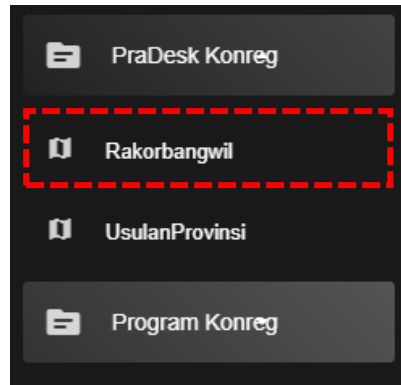 PraDesk Konreg
Rakorbangwil
UsulanProvinsi
Program Konreg